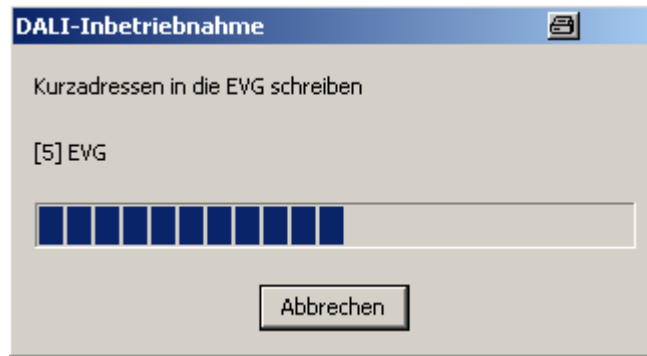 DALI-Inbetriebnahme
Kurzadressen in die EVG schreiben
[5] EVG
Abbrechen